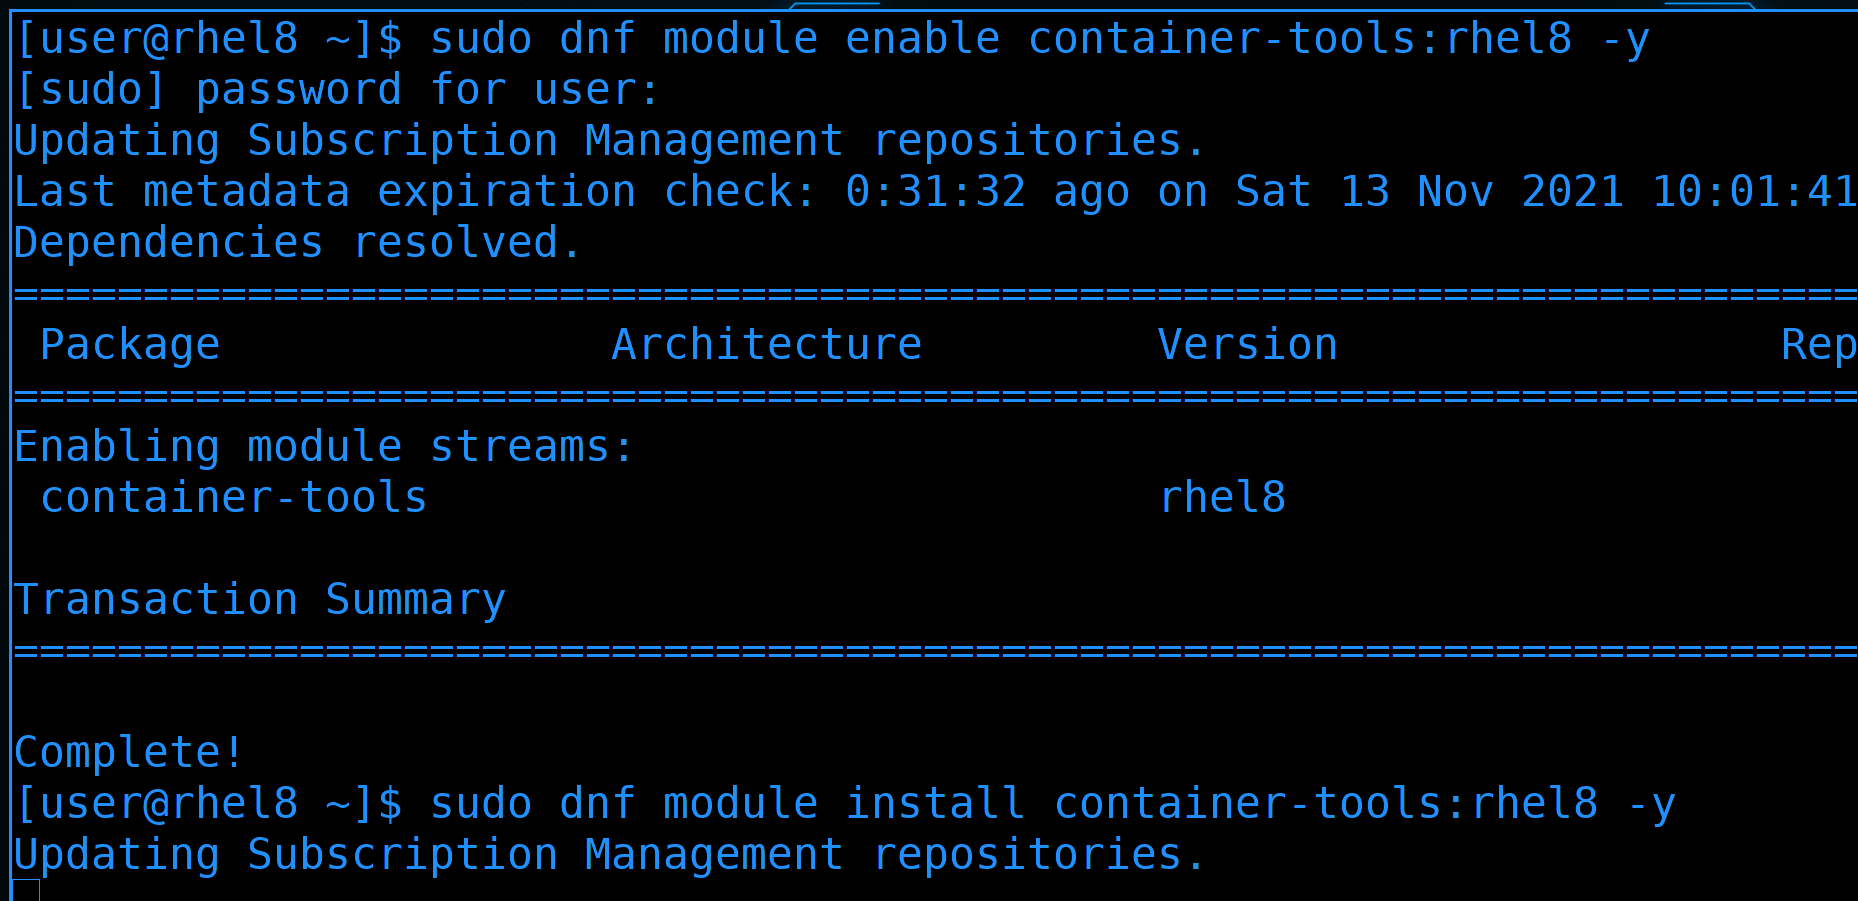 [user@rhel8 ~]$ sudo dnf module enable container-tools:rhel8 -y
[sudo] password for user:
Updating Subscription Management repositories.
Last metadata expiration check: 0:31:32 ago on Sat 13 Nov 2021 10:01:41
Dependencies resolved.
=======================================================================
 Package               Architecture         Version                 Rep
=======================================================================
Enabling module streams:
 container-tools                            rhel8

Transaction Summary
=======================================================================

Complete!
[user@rhel8 ~]$ sudo dnf module install container-tools:rhel8 -y
Updating Subscription Management repositories.